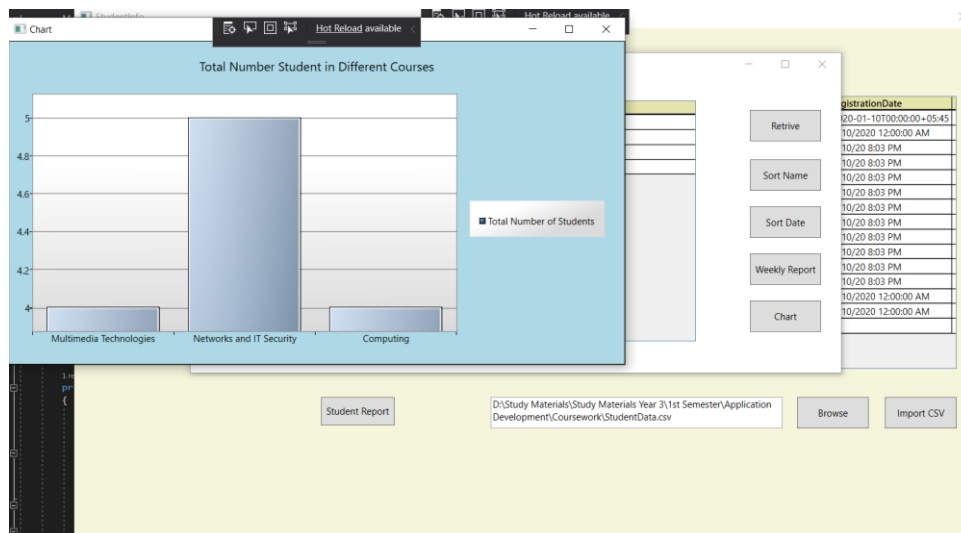 StudentInfo
Hot Reload available
Chart
Hot Reload available
Total Number Student in Different Courses
5
4.8
4.6
4.4
4.2
4
Multimedia Technologies
Networks and IT Security
Computing
Total Number of Students
Retrive
Sort Name
Sort Date
Weekly Report
Chart
gistrationDate
20-01-10T00:00:00+05:45
10/2020 12:00:00 AM
10/20 8:03 PM
10/20 8:03 PM
10/20 8:03 PM
10/20 8:03 PM
10/20 8:03 PM
10/20 8:03 PM
10/20 8:03 PM
10/20 8:03 PM
10/20 8:03 PM
10/20 8:03 PM
10/2020 12:00:00 AM
10/2020 12:00:00 AM
pr
{
Student Report
D:\Study Materials\Study Materials Year 3\1st Semester\Application
Development\Coursework\StudentData.csv
Browse
Import CSV